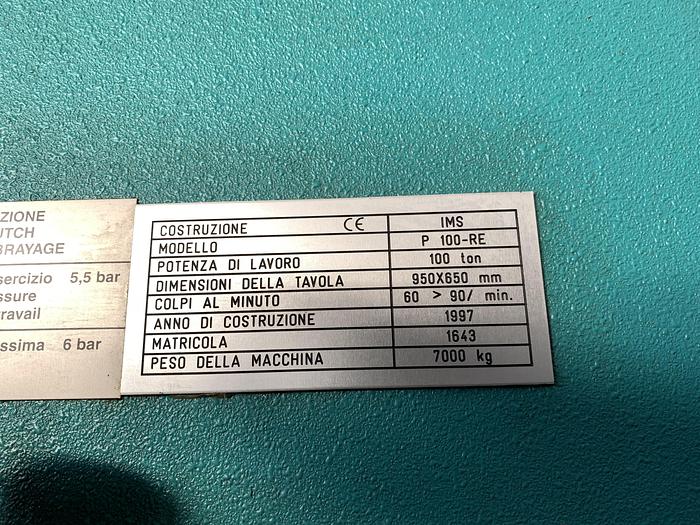 ZIONE
UTCH
BRAYAGE
sercizio 5,5 bar
ssure
travail
ssima 6 bar
COSTRUZIONE CE IMS
MODELLO P 100-RE
POTENZA DI LAVORO 100 ton
DIMENSIONI DELLA TAVOLA 950X650 mm
COLPI AL MINUTO 60 > 90/ min.
ANNO DI COSTRUZIONE 1997
MATRICOLA 1643
PESO DELLA MACCHINA 7000 kg